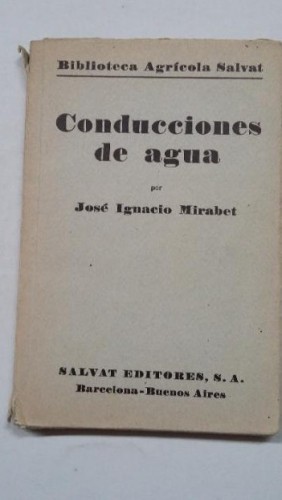 Biblioteca Agrícola Salvat
Conducciones
de agua
por
José Ignacio Mirabet
SALVAT EDITORES, S. A.
Barcelona-Buenos Aires